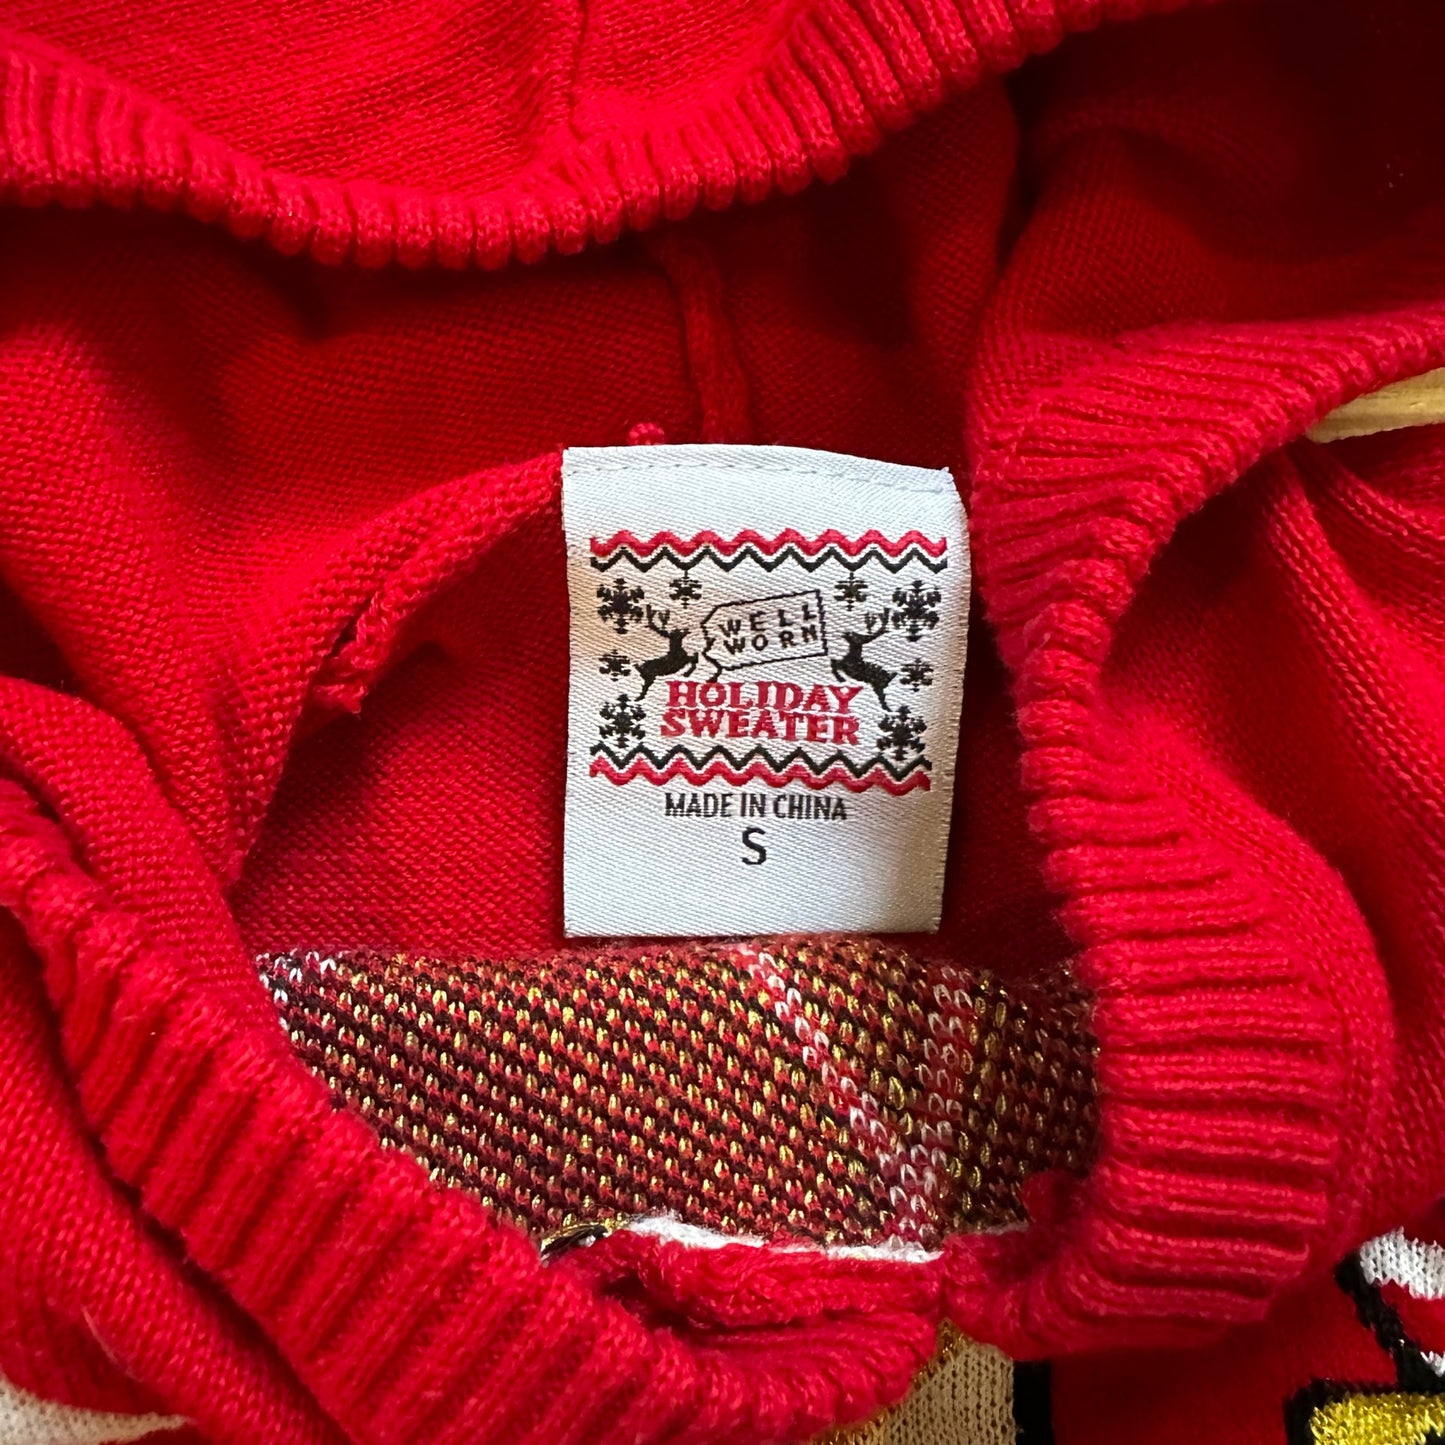 WELL
WORN
HOLIDAY
SWEATER
MADE IN CHINA
S